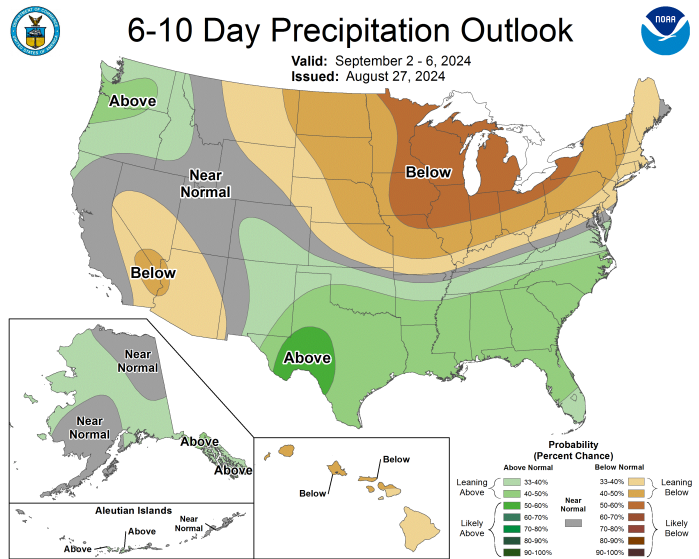 6-10 Day Precipitation Outlook
Valid: September 2 - 6, 2024
Issued: August 27, 2024
NOAA
Above
Near
Normal
Below
Below
Above
Near
Normal
Near
Normal
Above
Above
Aleutian Islands
Near
Normal
Above
Above
Below
Below
Probability
(Percent Chance)
Above Normal
Below Normal
Leaning
Above
33-40%
40-50%
Likely
Above
50-60%
60-70%
70-80%
80-90%
90-100%
Near
Normal
33-40%
40-50%
Leaning
Below
50-60%
60-70%
70-80%
80-90%
90-100%
Likely
Below